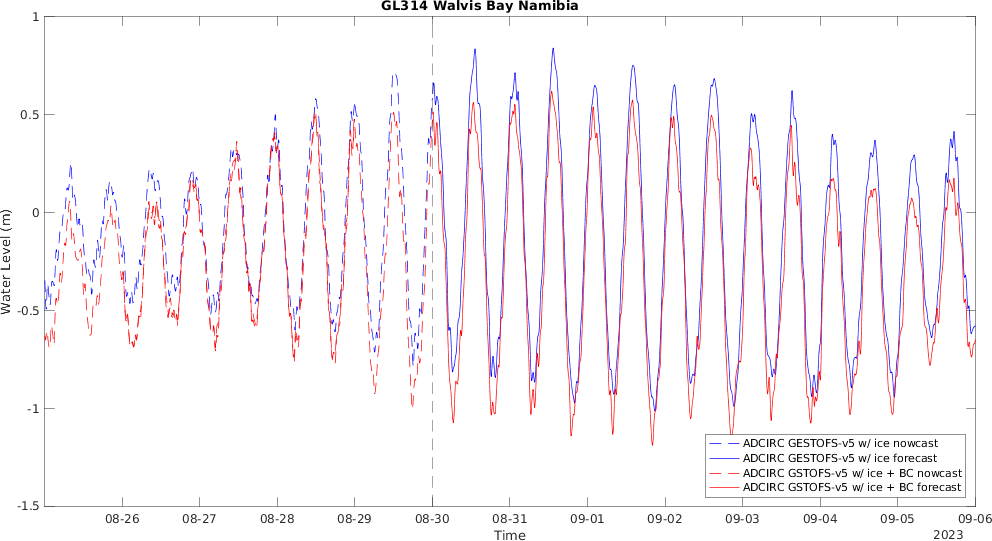 GL314 Walvis Bay Namibia
1
0.5
0
-0.5
-1
-1.5
Water Level (m)
ADCIRC GESTOFS-v5 w/ ice nowcast
ADCIRC GESTOFS-v5 w/ ice forecast
ADCIRC GSTOFS-v5 w/ ice + BC nowcast
ADCIRC GSTOFS-v5 w/ ice + BC forecast
08-26 08-27 08-28 08-29 08-30 08-31 09-01 09-02 09-03 09-04 09-05 09-06
Time
2023